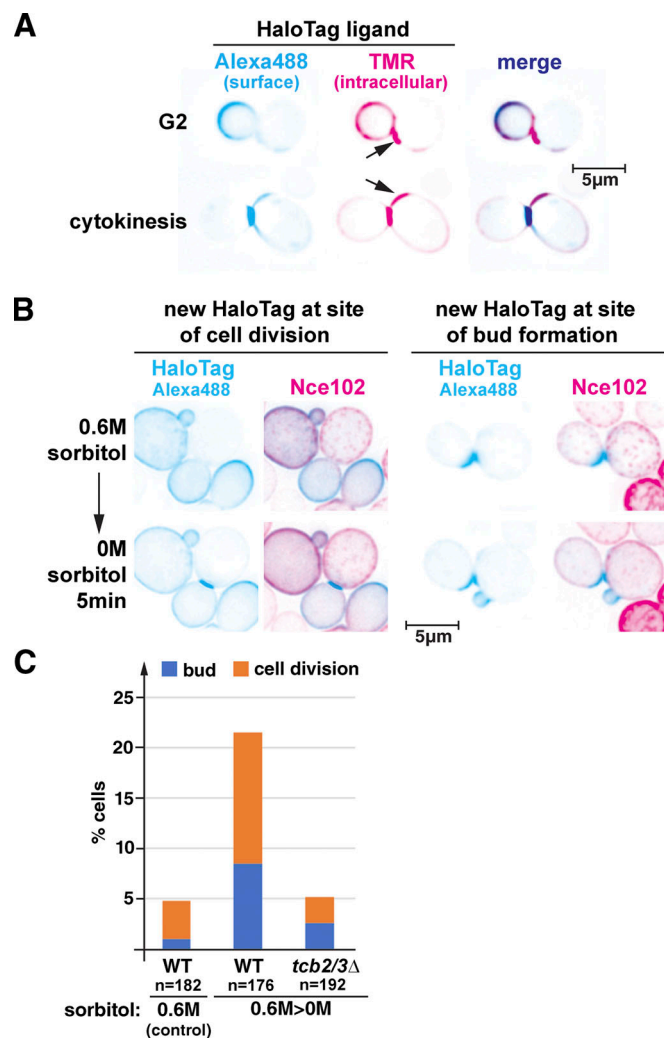 A
HaloTag ligand
Alexa488
(surface)
TMR
(intracellular)
merge
G2
5µm
cytokinesis
B
new HaloTag at site
of cell division
new HaloTag at site
of bud formation
HaloTag
Alexa488
Nce102
HaloTag
Alexa488
Nce102
0.6M
sorbitol
0M
sorbitol
5min
5µm
C
bud
cell division
25
20
15
10
5
% cells
WT
n=182
WT
n=176
tcb2/3Δ
n=192
sorbitol:
0.6M
(control)
0.6M>0M